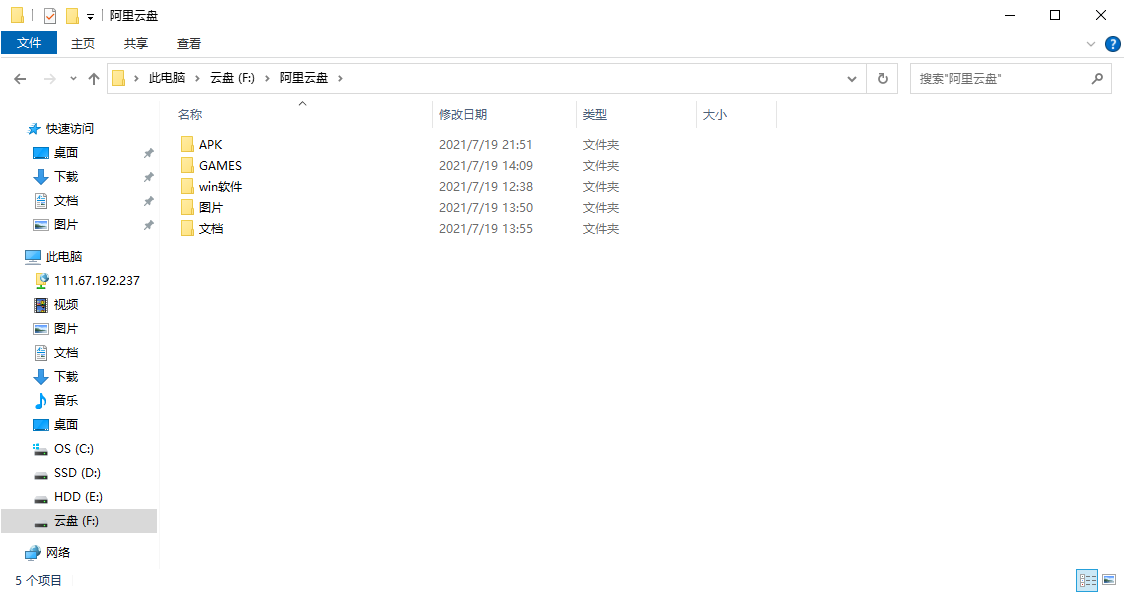 阿里云盘
文件 主页 共享 查看
此电脑 云盘 (F:) 阿里云盘
搜索"阿里云盘"
快速访问
桌面
下载
文档
图片
此电脑
111.67.192.237
视频
图片
文档
下载
音乐
桌面
OS (C:)
SSD (D:)
HDD (E:)
云盘 (F:)
网络
名称 修改日期 类型 大小
APK 2021/7/19 21:51 文件夹
GAMES 2021/7/19 14:09 文件夹
win软件 2021/7/19 12:38 文件夹
图片 2021/7/19 13:50 文件夹
文档 2021/7/19 13:55 文件夹
5 个项目